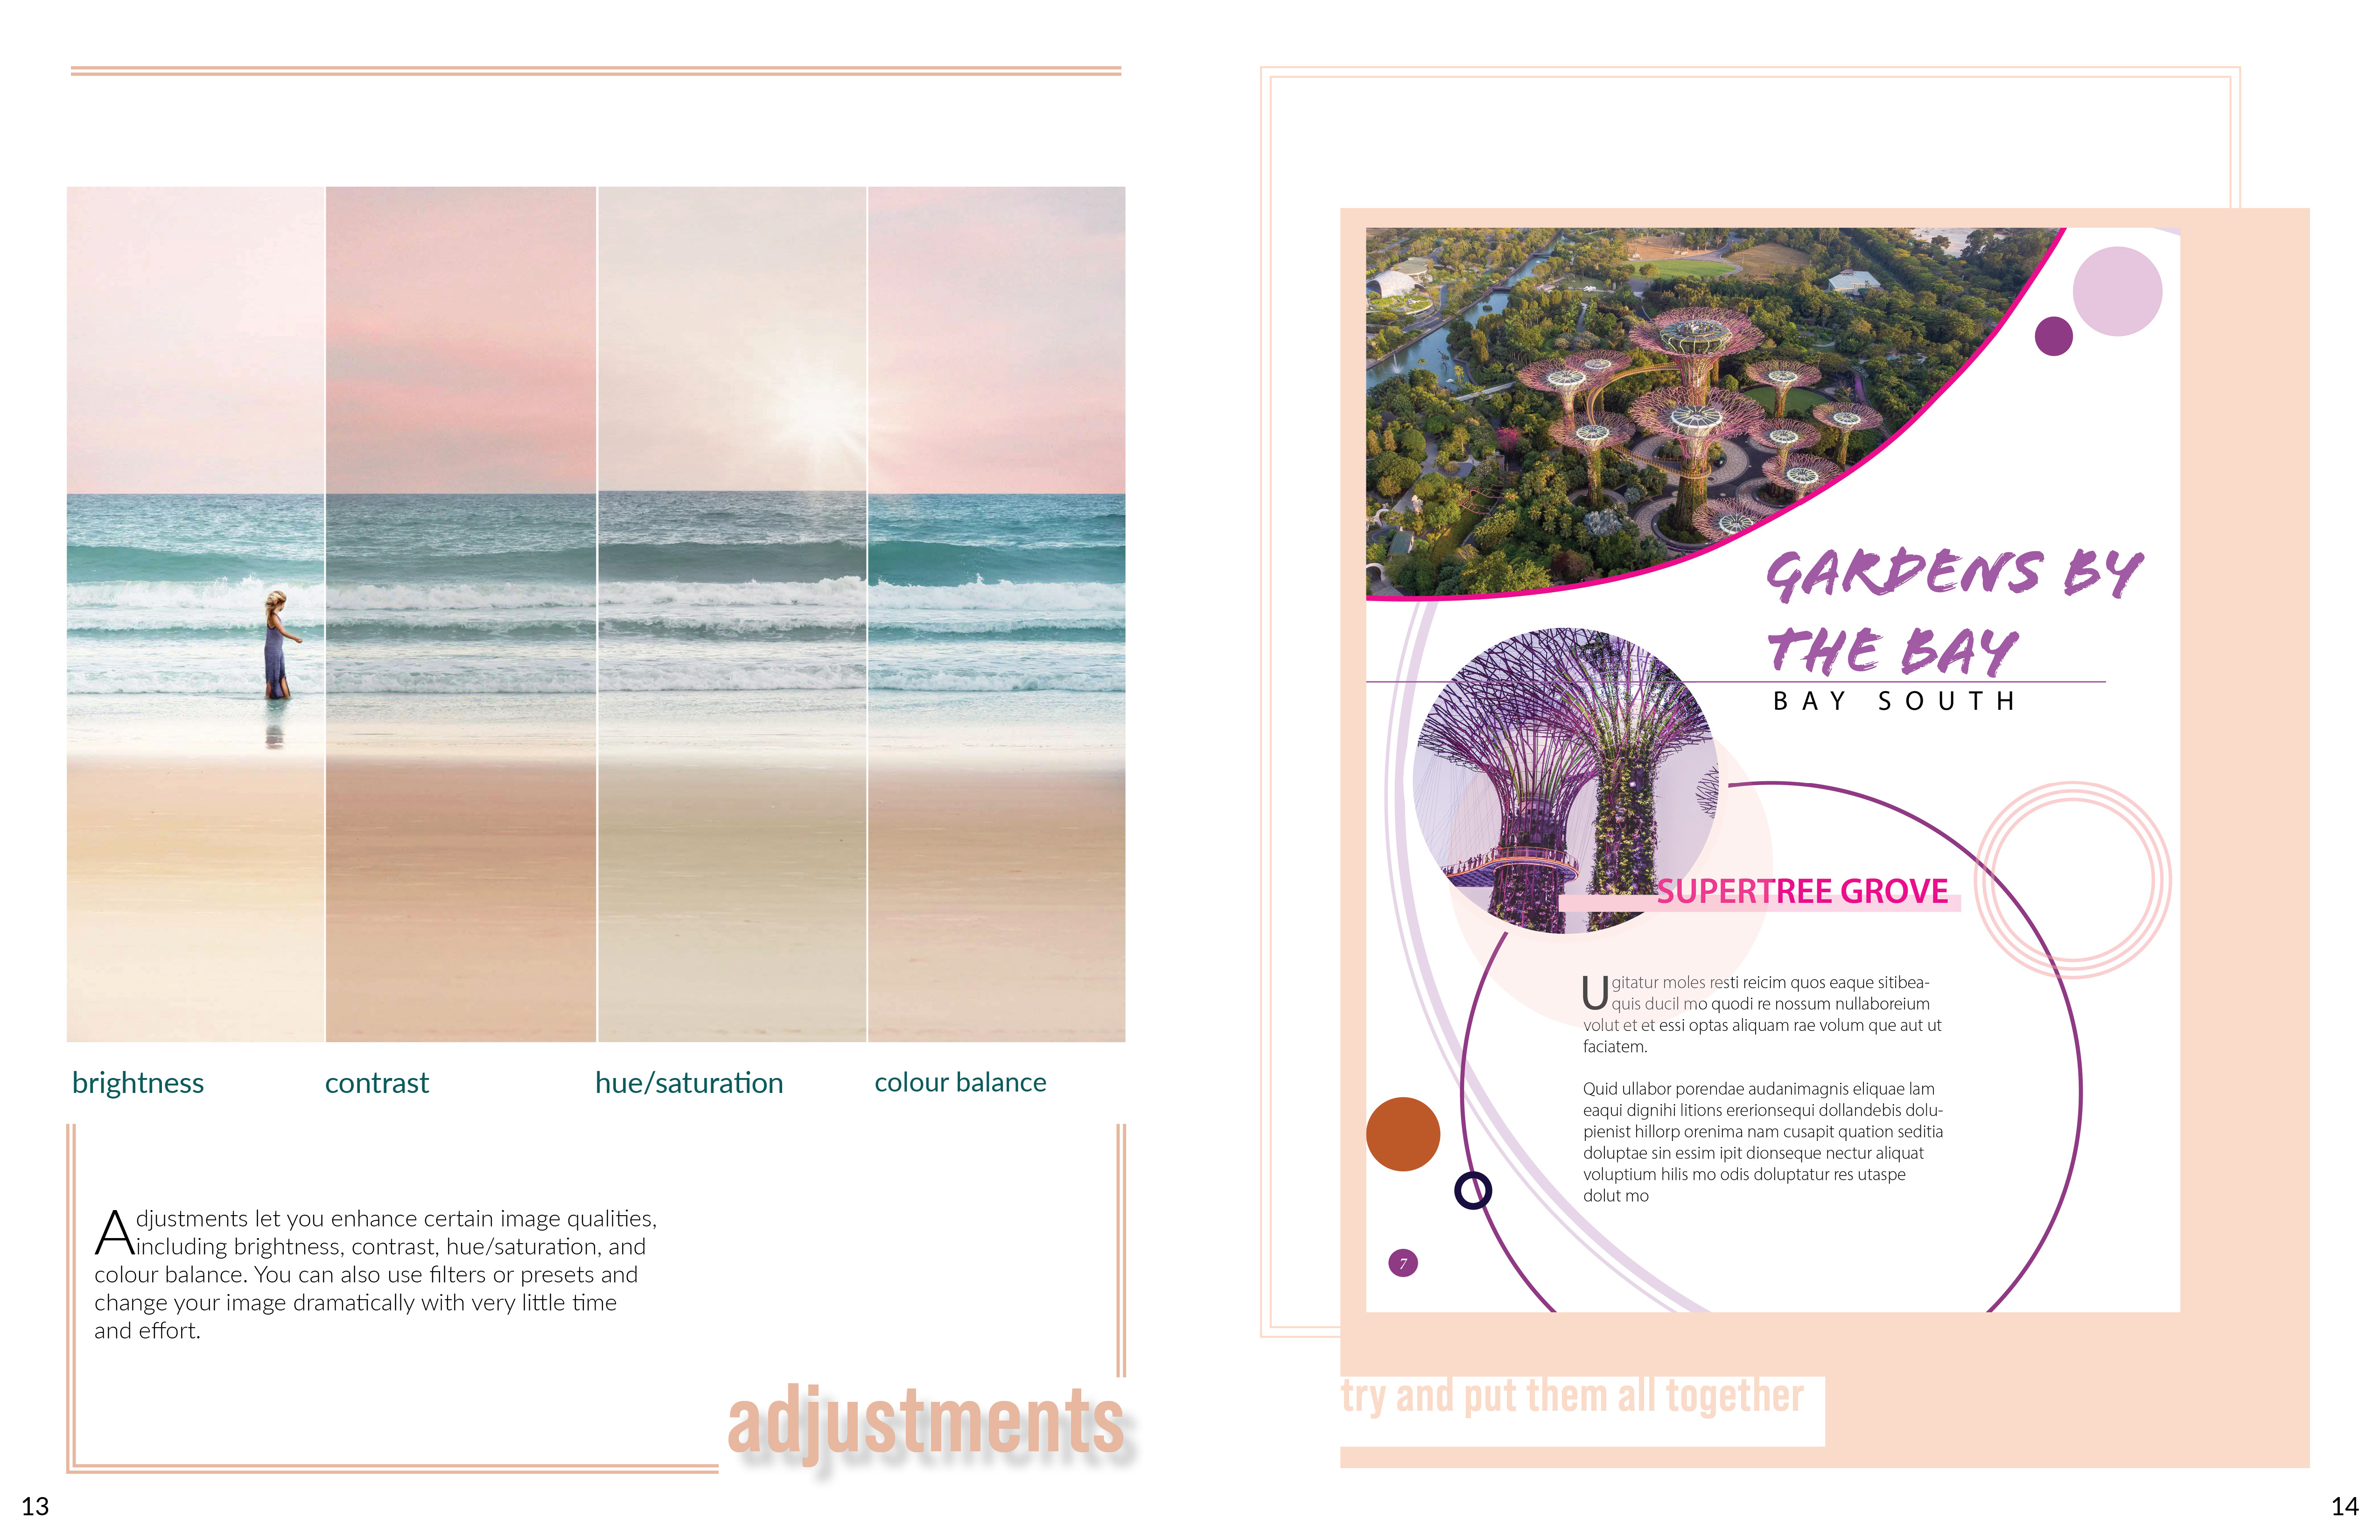 brightness
contrast
hue/saturation
colour balance
Adjustments let you enhance certain image qualities,
including brightness, contrast, hue/saturation, and
colour balance. You can also use filters or presets and
change your image dramatically with very little time
and effort.
adjustments
13
GARDENS BY
THE BAY
BAY SOUTH
SUPERTREE GROVE
Ugitatur moles resti reicim quos eaque sitibea-
quis ducil mo quodi re nossum nullaboreium
volut et et essi optas aliquam rae volum que aut ut
faciatem.
Quid ullabor porendae audanimagnis eliquae lam
eaqui dignihi litions ererionsequi dollandebis dolu-
pienist hillorp orenima nam cusapit quation seditia
doluptae sin essim ipit dionseque nectur aliquat
voluptium hilis mo odis doluptatur res utaspe
dolut mo
7
try and put them all together
14